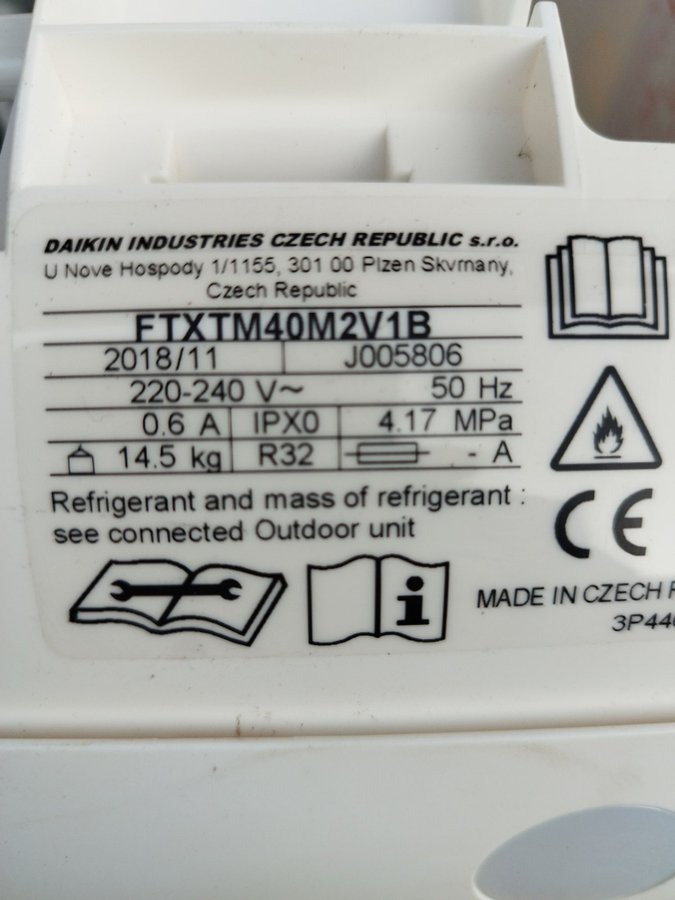 DAIKIN INDUSTRIES CZECH REPUBLIC s.r.o.
U Nove Hospody 1/1155, 301 00 Plzen Skvrnany,
Czech Republic
FTXTM40M2V1B
2018/11 J005806
220-240 V~ 50 Hz
0.6 A IPX0 4.17 MPa
14.5 kg R32 - A
Refrigerant and mass of refrigerant :
see connected Outdoor unit
CE
i
MADE IN CZECH
3P44